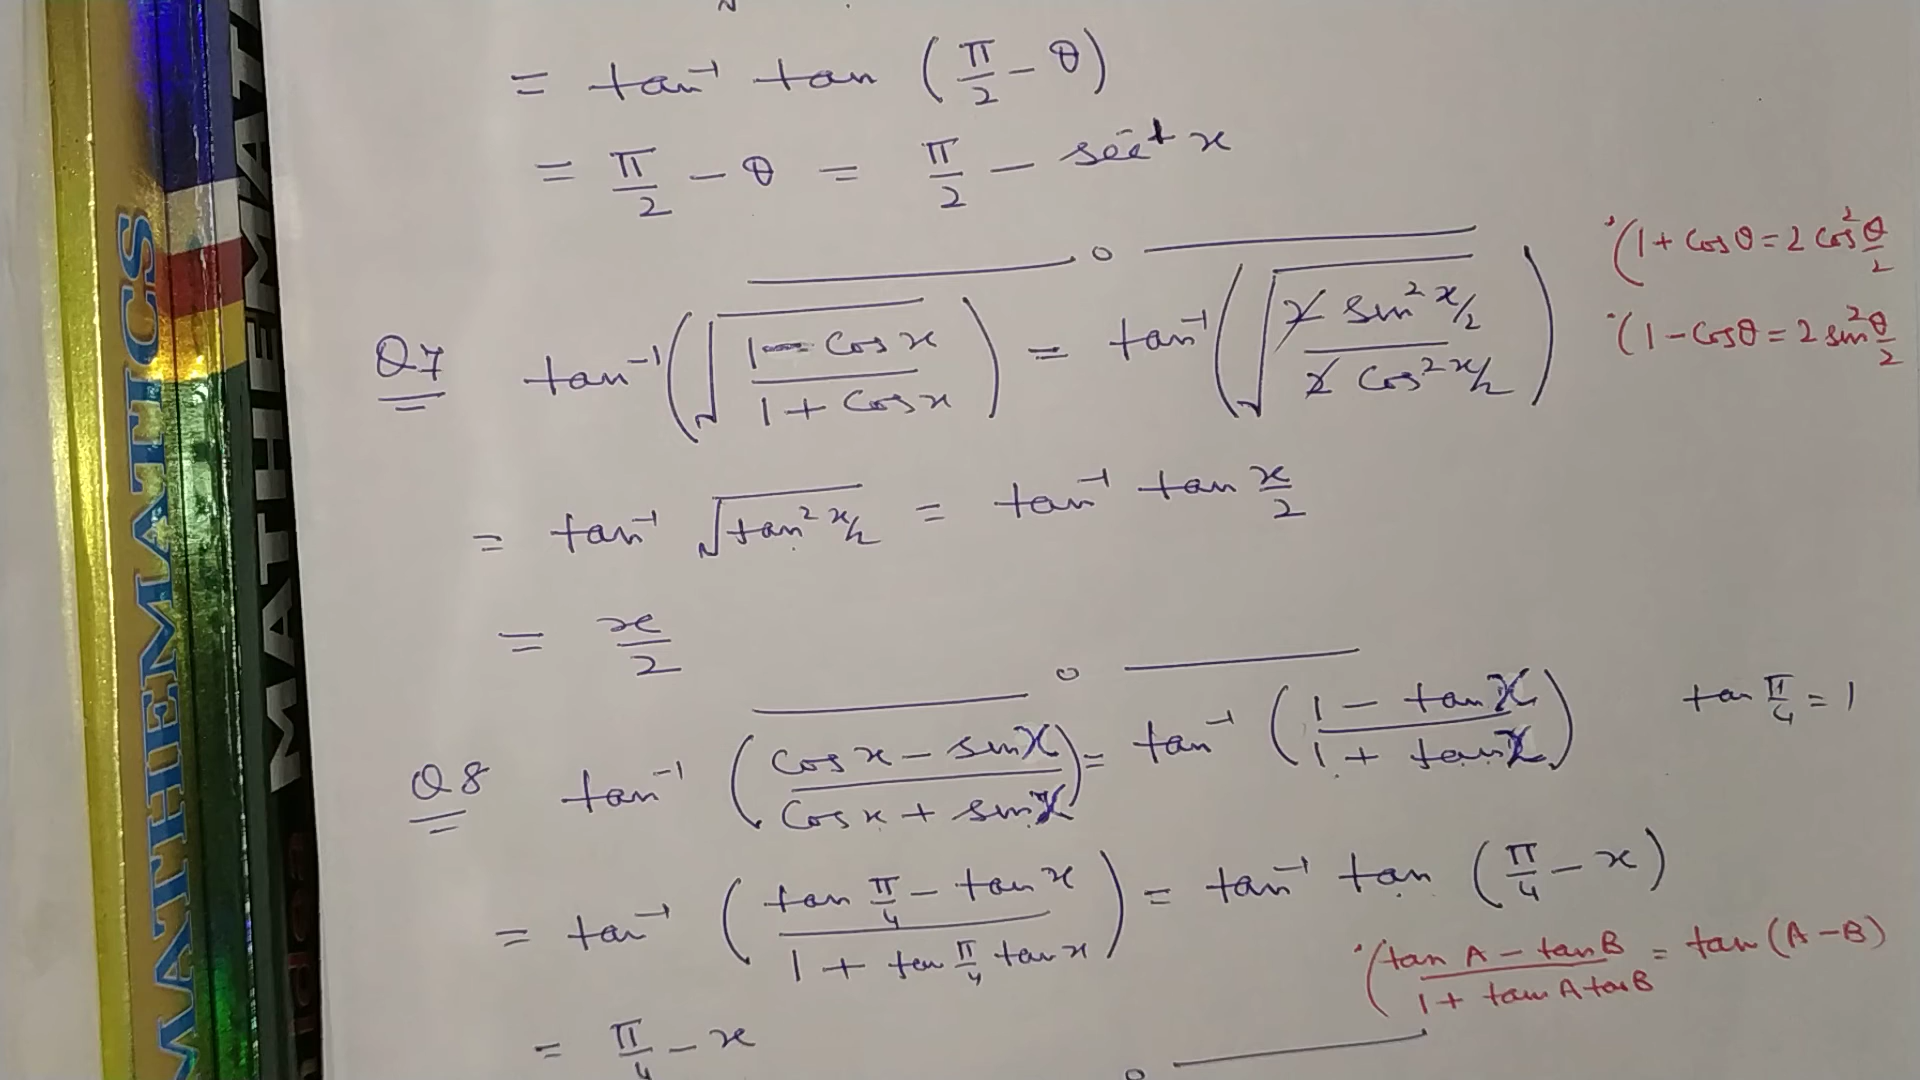 = tan⁻¹ tan (π/2 - θ)
= π/2 - θ = π/2 - sec⁻¹ x
Q7 tan⁻¹(√((1 - cos x)/(1 + cos x))) = tan⁻¹(√((2 sin² x/2)/(2 cos² x/2)))
(1 + cos θ = 2 cos² θ/2
(1 - cos θ = 2 sin² θ/2
= tan⁻¹ √(tan² x/2) = tan⁻¹ tan x/2
= x/2
Q8 tan⁻¹ ((cos x - sin x)/(cos x + sin x)) = tan⁻¹ ((1 - tan x)/(1 + tan x)) tan π/4 = 1
= tan⁻¹ ((tan π/4 - tan x)/(1 + tan π/4 tan x)) = tan⁻¹ tan (π/4 - x)
((tan A - tan B)/(1 + tan A tan B) = tan (A - B)
= π/4 - x
MATHEMATICS
MATHEMATICS
MATHEMATI
MATHEMATI